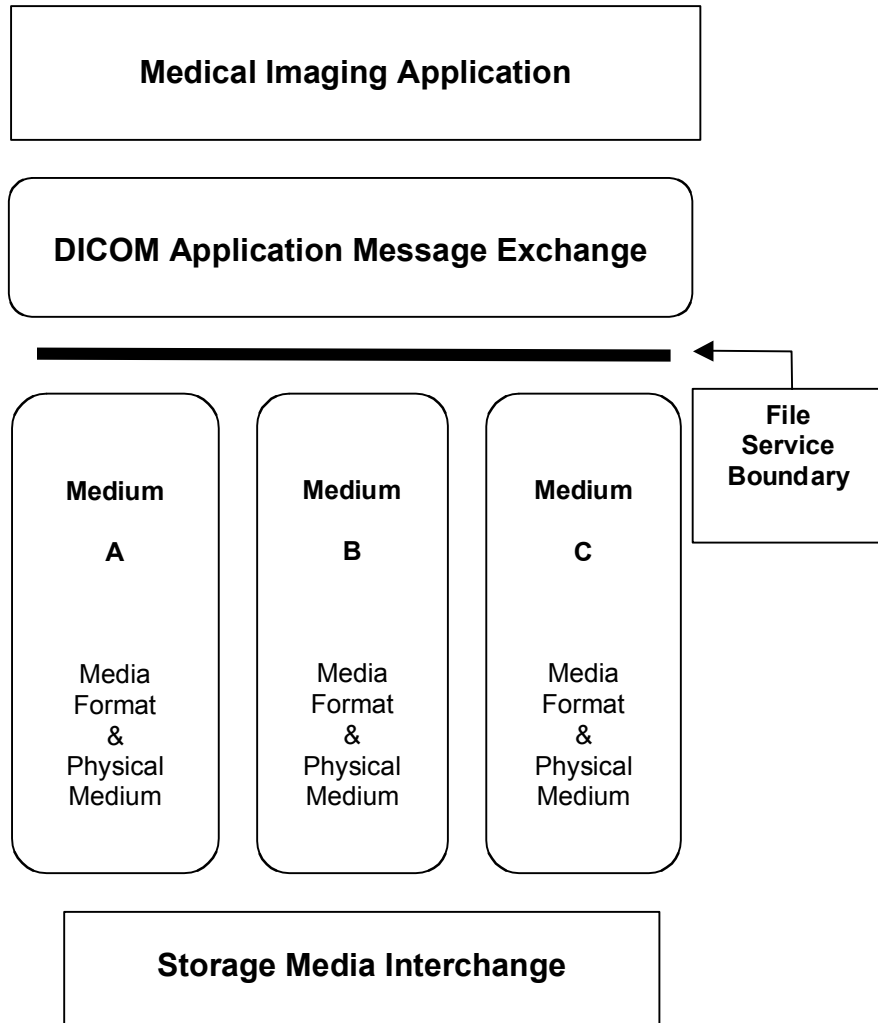 Medical Imaging Application
DICOM Application Message Exchange
File
Service
Boundary
Medium
A
Media
Format
&
Physical
Medium
Medium
B
Media
Format
&
Physical
Medium
Medium
C
Media
Format
&
Physical
Medium
Storage Media Interchange